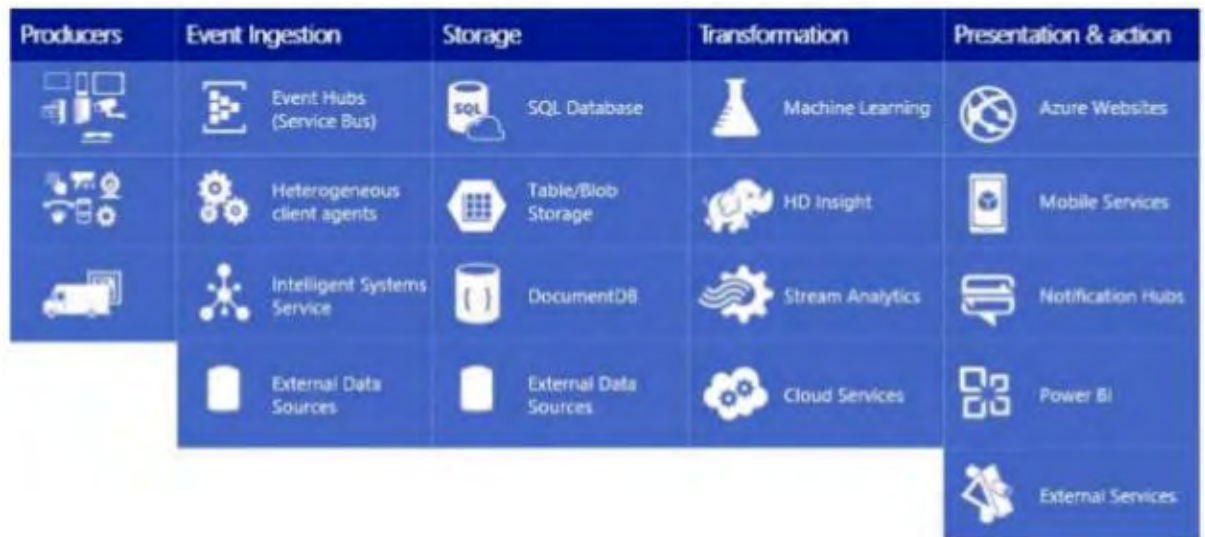 Producers
Event Ingestion
Storage
Transformation
Presentation & action
Event Hubs
(Service Bus)
SQL
SQL Database
Machine Learning
Azure Websites
Heterogeneous
client agents
Table/Blob
Storage
HD Insight
Mobile Services
Intelligent Systems
Service
{ }
DocumentDB
Stream Analytics
Notification Hubs
External Data
Sources
External Data
Sources
Cloud Services
Power BI
External Services